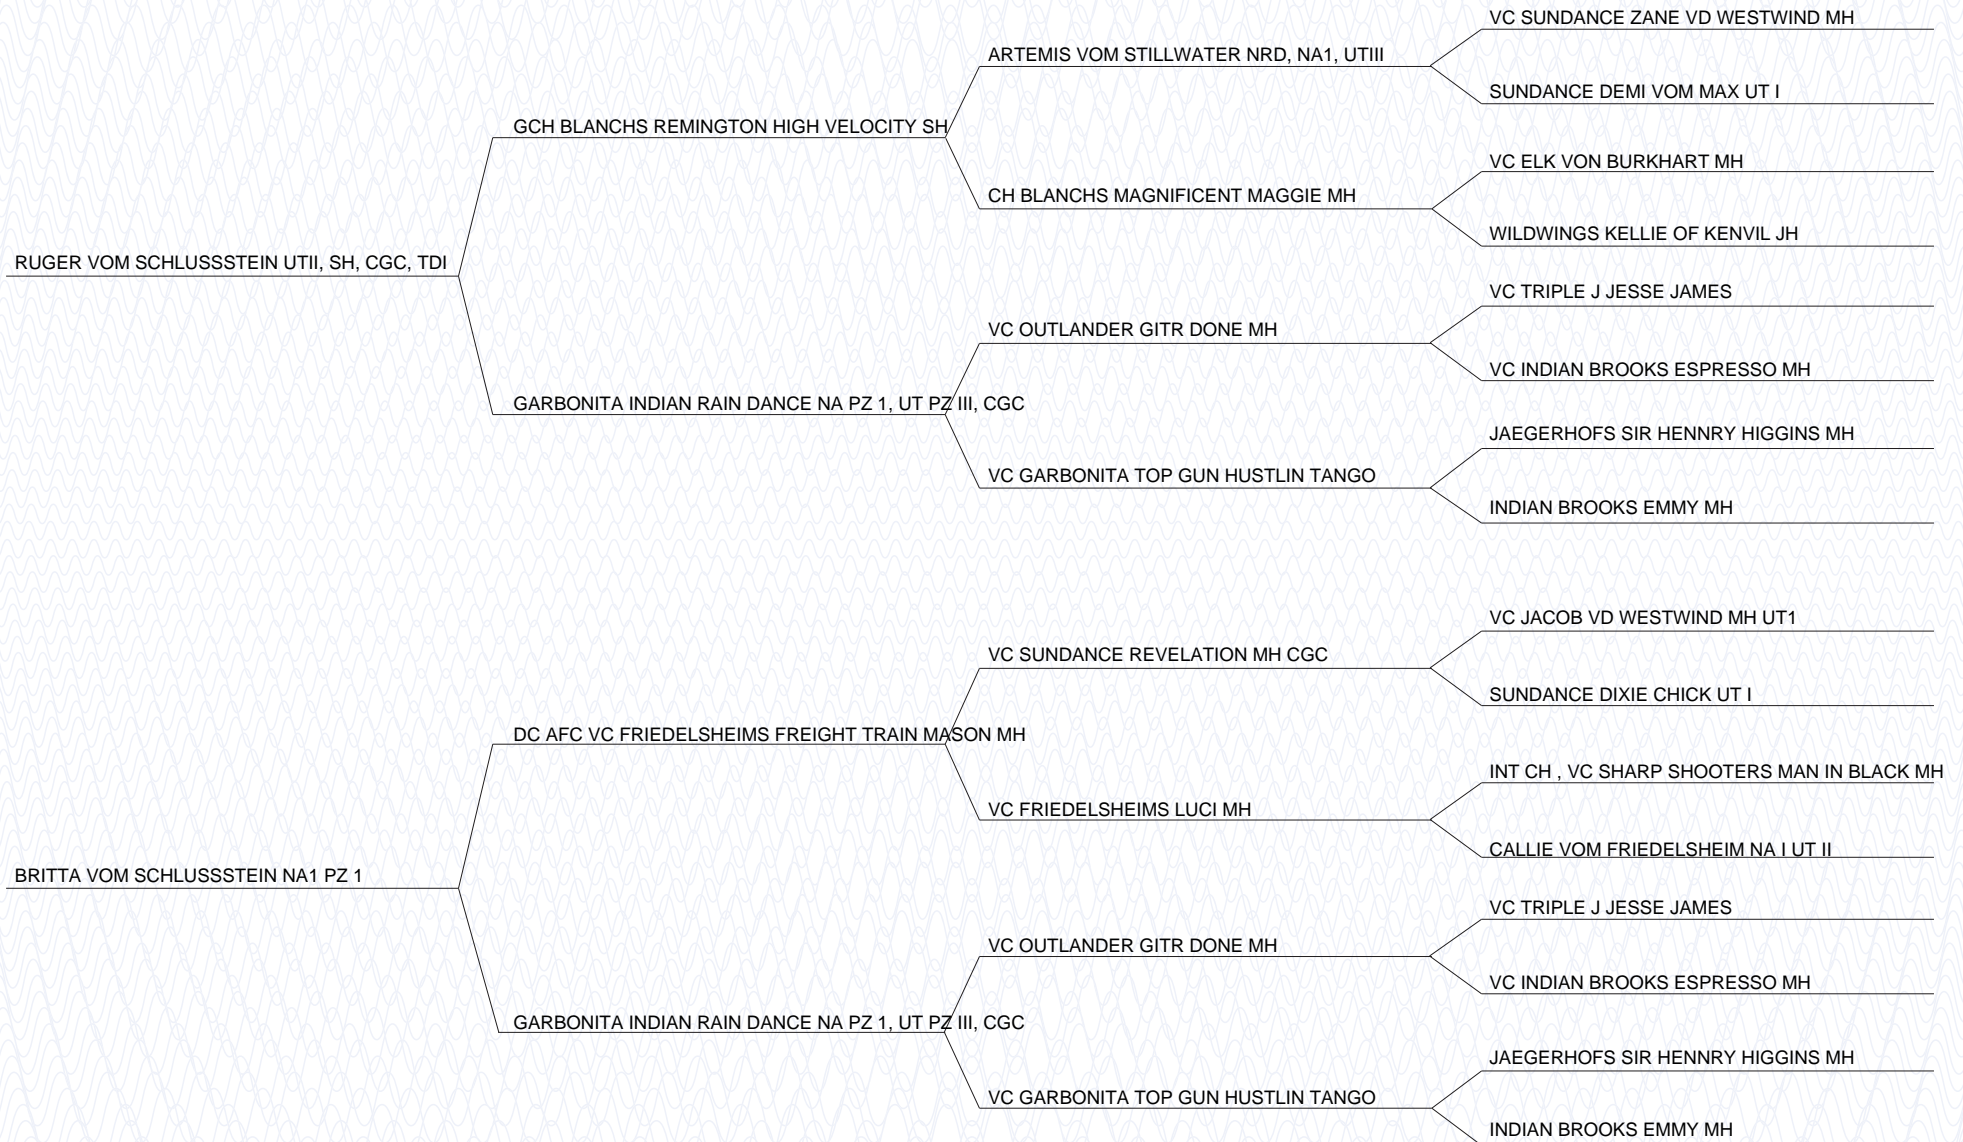 VC SUNDANCE ZANE VD WESTWIND MH
ARTEMIS VOM STILLWATER NRD, NA1, UTIII
SUNDANCE DEMI VOM MAX UT I
GCH BLANCHS REMINGTON HIGH VELOCITY SH
VC ELK VON BURKHART MH
CH BLANCHS MAGNIFICENT MAGGIE MH
WILDWINGS KELLIE OF KENVIL JH
RUGER VOM SCHLUSSSTEIN UTII, SH, CGC, TDI
VC TRIPLE J JESSE JAMES
VC OUTLANDER GITR DONE MH
VC INDIAN BROOKS ESPRESSO MH
GARBONITA INDIAN RAIN DANCE NA PZ 1, UT PZ III, CGC
JAEGERHOFS SIR HENNRY HIGGINS MH
VC GARBONITA TOP GUN HUSTLIN TANGO
INDIAN BROOKS EMMY MH
VC JACOB VD WESTWIND MH UT1
VC SUNDANCE REVELATION MH CGC
SUNDANCE DIXIE CHICK UT I
DC AFC VC FRIEDELSHEIMS FREIGHT TRAIN MASON MH
INT CH , VC SHARP SHOOTERS MAN IN BLACK MH
VC FRIEDELSHEIMS LUCI MH
CALLIE VOM FRIEDELSHEIM NA I UT II
BRITTA VOM SCHLUSSSTEIN NA1 PZ 1
VC TRIPLE J JESSE JAMES
VC OUTLANDER GITR DONE MH
VC INDIAN BROOKS ESPRESSO MH
GARBONITA INDIAN RAIN DANCE NA PZ 1, UT PZ III, CGC
JAEGERHOFS SIR HENNRY HIGGINS MH
VC GARBONITA TOP GUN HUSTLIN TANGO
INDIAN BROOKS EMMY MH